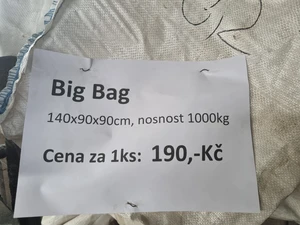 Big Bag
140x90x90cm, nosnost 1000kg
Cena za 1ks: 190,-Kč